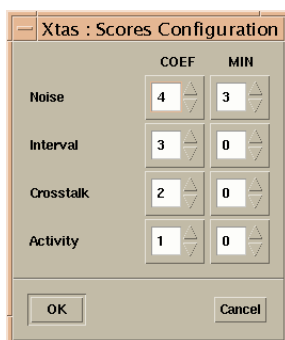 Xtas : Scores Configuration
COEF MIN
Noise 4 3
Interval 3 0
Crosstalk 2 0
Activity 1 0
OK Cancel